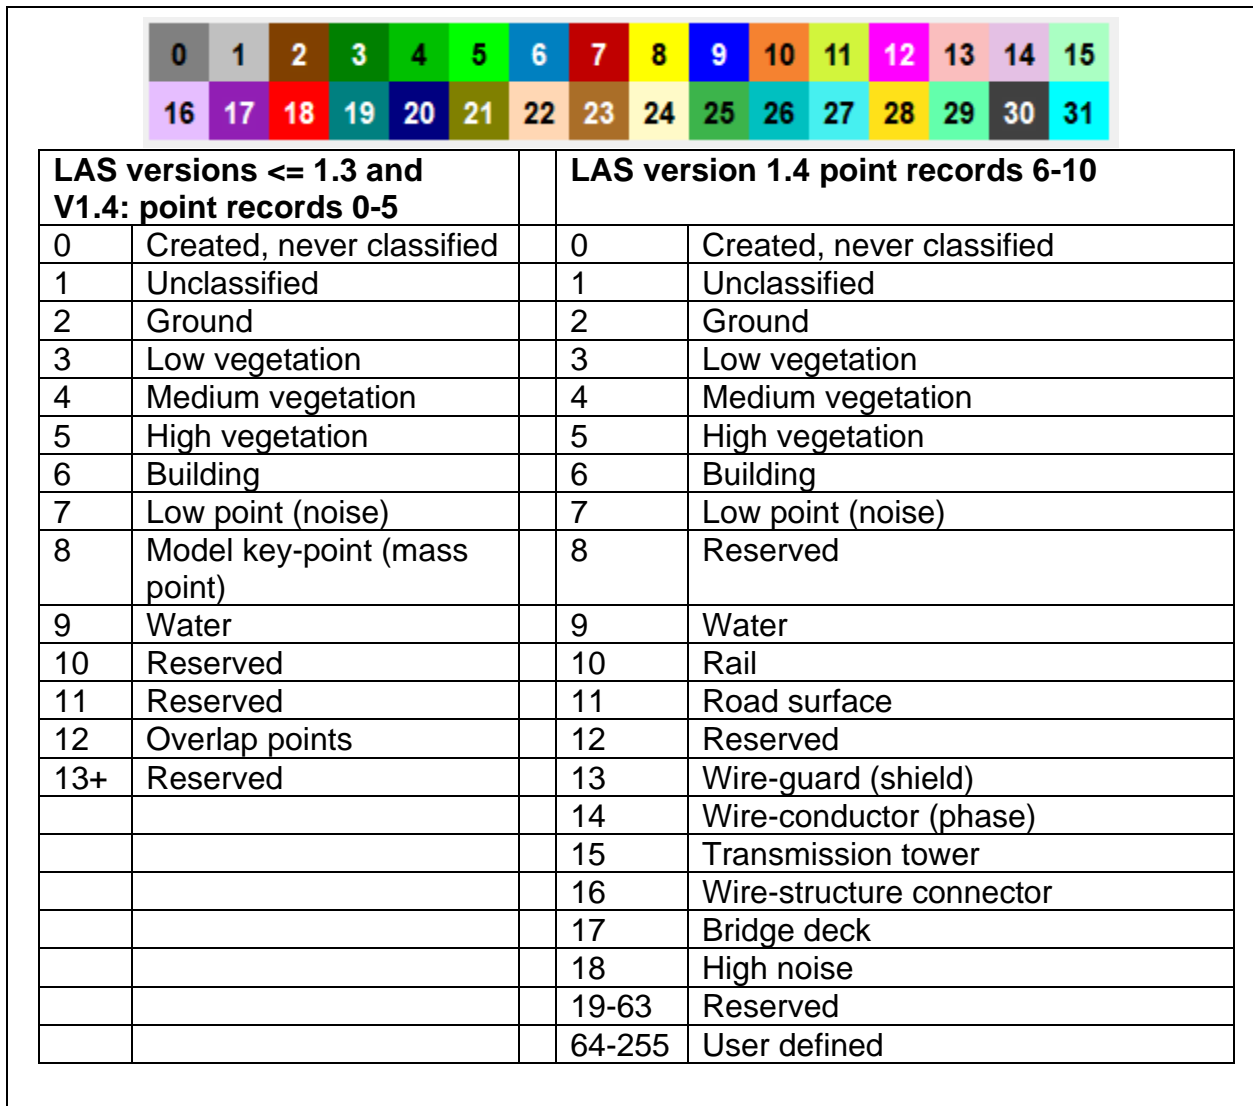 0 1 2 3 4 5 6 7 8 9 10 11 12 13 14 15
16 17 18 19 20 21 22 23 24 25 26 27 28 29 30 31
LAS versions <= 1.3 and LAS version 1.4 point records 6-10
V1.4: point records 0-5
0 Created, never classified 0 Created, never classified
1 Unclassified 1 Unclassified
2 Ground 2 Ground
3 Low vegetation 3 Low vegetation
4 Medium vegetation 4 Medium vegetation
5 High vegetation 5 High vegetation
6 Building 6 Building
7 Low point (noise) 7 Low point (noise)
8 Model key-point (mass 8 Reserved
point)
9 Water 9 Water
10 Reserved 10 Rail
11 Reserved 11 Road surface
12 Overlap points 12 Reserved
13+ Reserved 13 Wire-guard (shield)
14 Wire-conductor (phase)
15 Transmission tower
16 Wire-structure connector
17 Bridge deck
18 High noise
19-63 Reserved
64-255 User defined